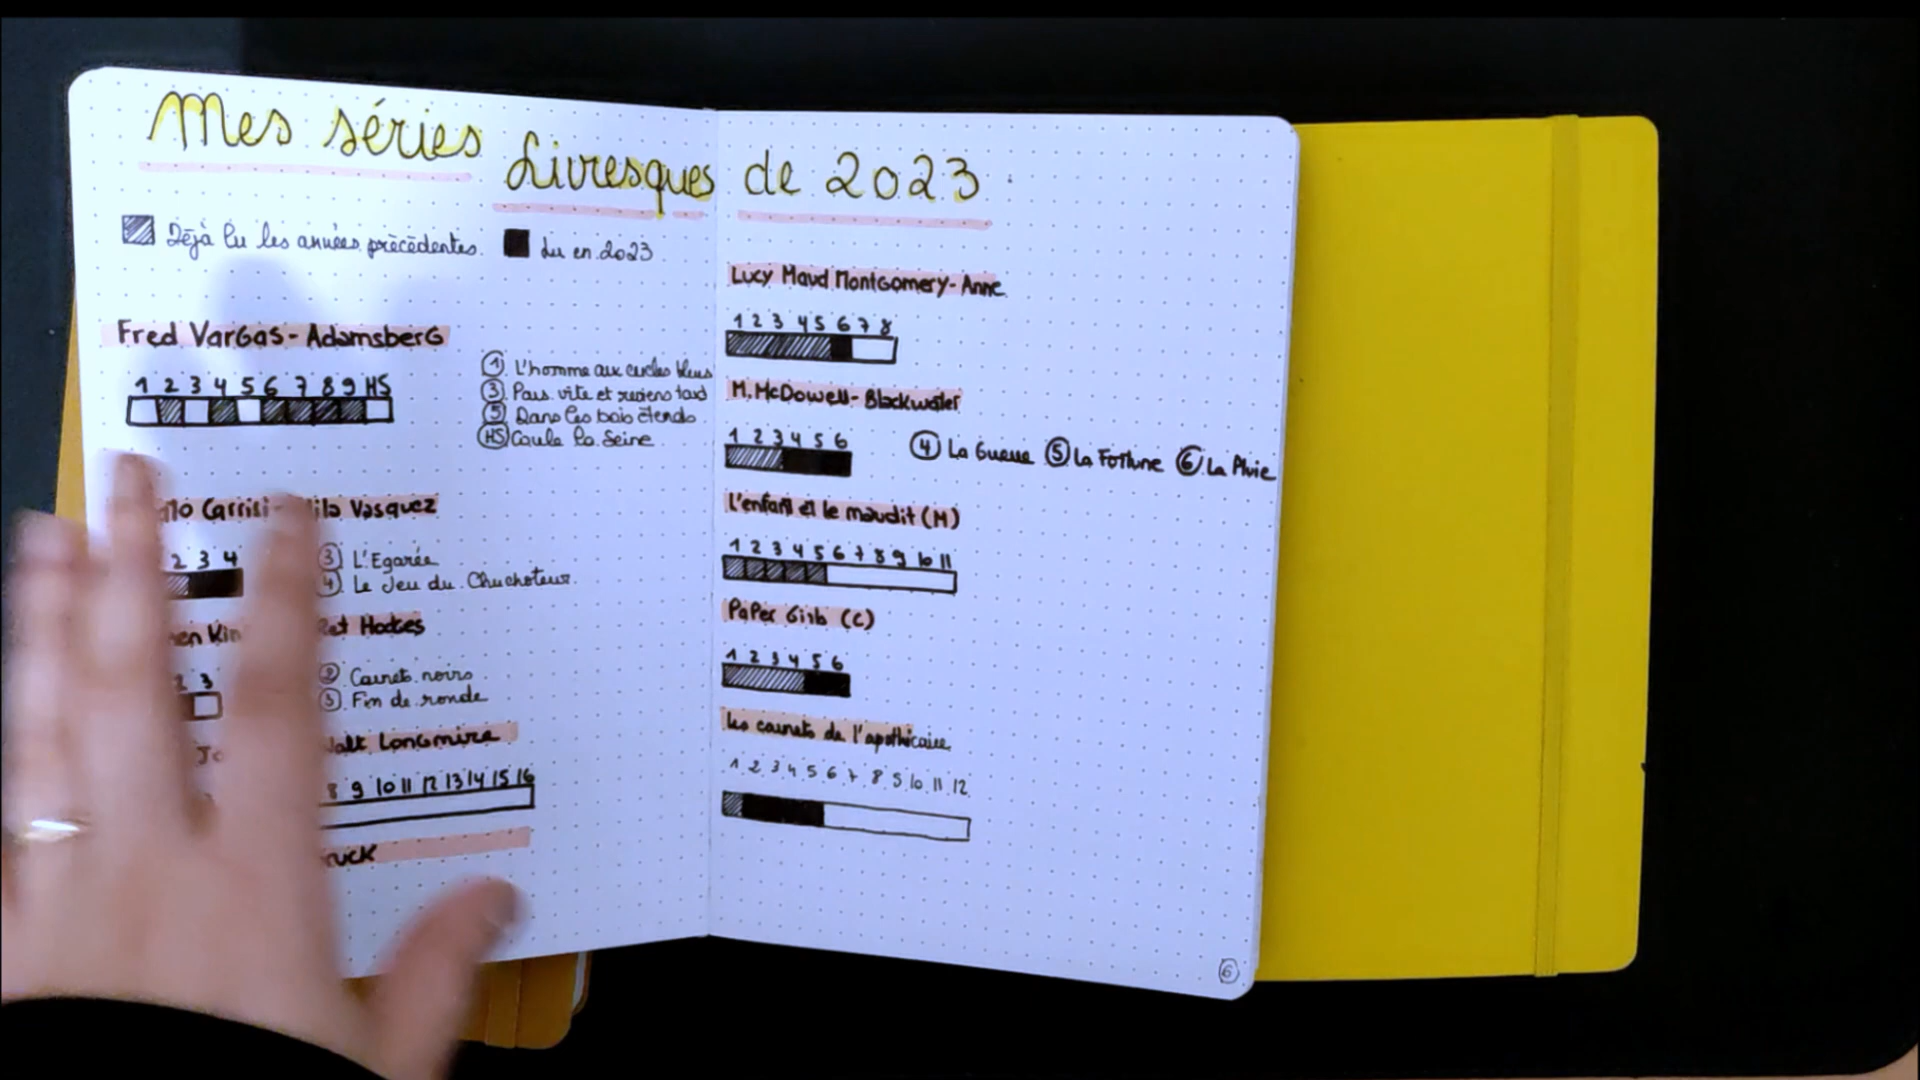 Mes séries Livresques de 2023
Déjà lu les années précédentes. Lu en 2023
Fred Vargas - Adamsberg
1 2 3 4 5 6 7 8 9 HS
① L'homme aux cercles bleus
③ Pars vite et reviens tard
⑤ Dans les bois éternels
HS Coule la Seine
Carrisi - Mila Vasquez
2 3 4
③ L'Egarée
④ Le Jeu du Chuchoteur
Hodges
2 3
② Carnets noirs
③ Fin de ronde
Walt Longmire
8 9 10 11 12 13 14 15 16
Lucy Maud Montgomery - Anne
1 2 3 4 5 6 7 8
M. McDowell - Blackwater
1 2 3 4 5 6
④ La Guerre ⑤ La Fortune ⑥ La Pluie
L'enfant et le maudit (M)
1 2 3 4 5 6 7 8 9 10 11
Paper Girls (C)
1 2 3 4 5 6
Les carnets de l'apothicaire
1 2 3 4 5 6 7 8 9 10 11 12
6